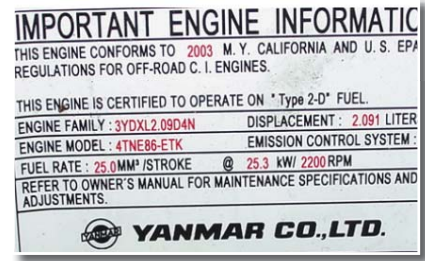 IMPORTANT ENGINE INFORMATIC
THIS ENGINE CONFORMS TO 2003 M. Y. CALIFORNIA AND U. S. EPA
REGULATIONS FOR OFF-ROAD C. I. ENGINES.
THIS ENGINE IS CERTIFIED TO OPERATE ON "Type 2-D" FUEL.
ENGINE FAMILY : 3YDXL2.09D4N DISPLACEMENT : 2.091 LITER
ENGINE MODEL : 4TNE86-ETK EMISSION CONTROL SYSTEM :
FUEL RATE : 25.0MM³ /STROKE @ 25.3 kW/ 2200 RPM
REFER TO OWNER'S MANUAL FOR MAINTENANCE SPECIFICATIONS AND
ADJUSTMENTS.
YANMAR YANMAR CO.,LTD.